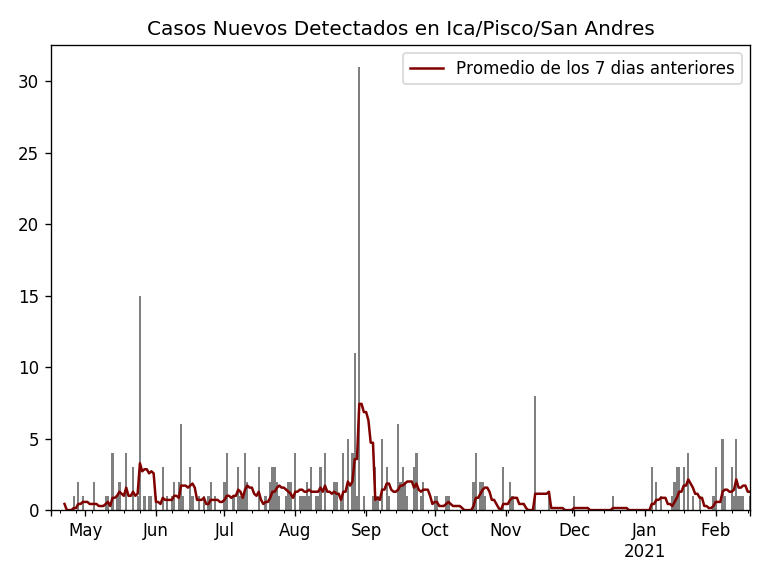 Casos Nuevos Detectados en Ica/Pisco/San Andres
Promedio de los 7 dias anteriores
30
25
20
15
10
5
0
May Jun Jul Aug Sep Oct Nov Dec Jan Feb
2021